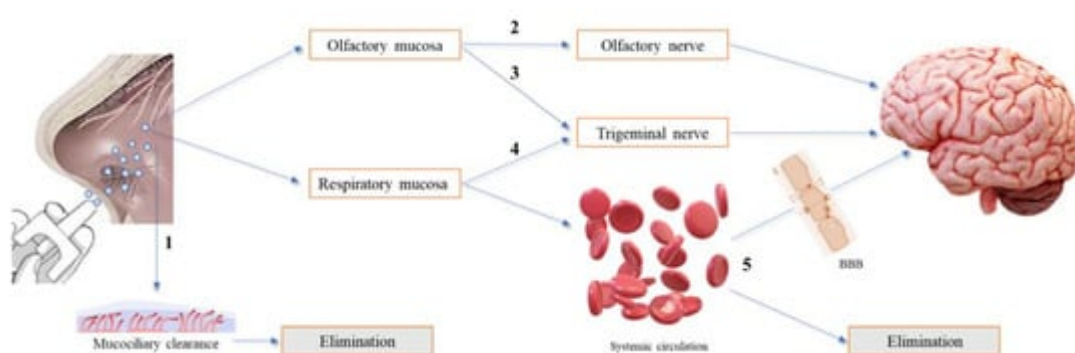 2
Olfactory mucosa
Olfactory nerve
3
Trigeminal nerve
4
Respiratory mucosa
1
5
BBB
Mucociliary clearance
Elimination
Systemic circulation
Elimination